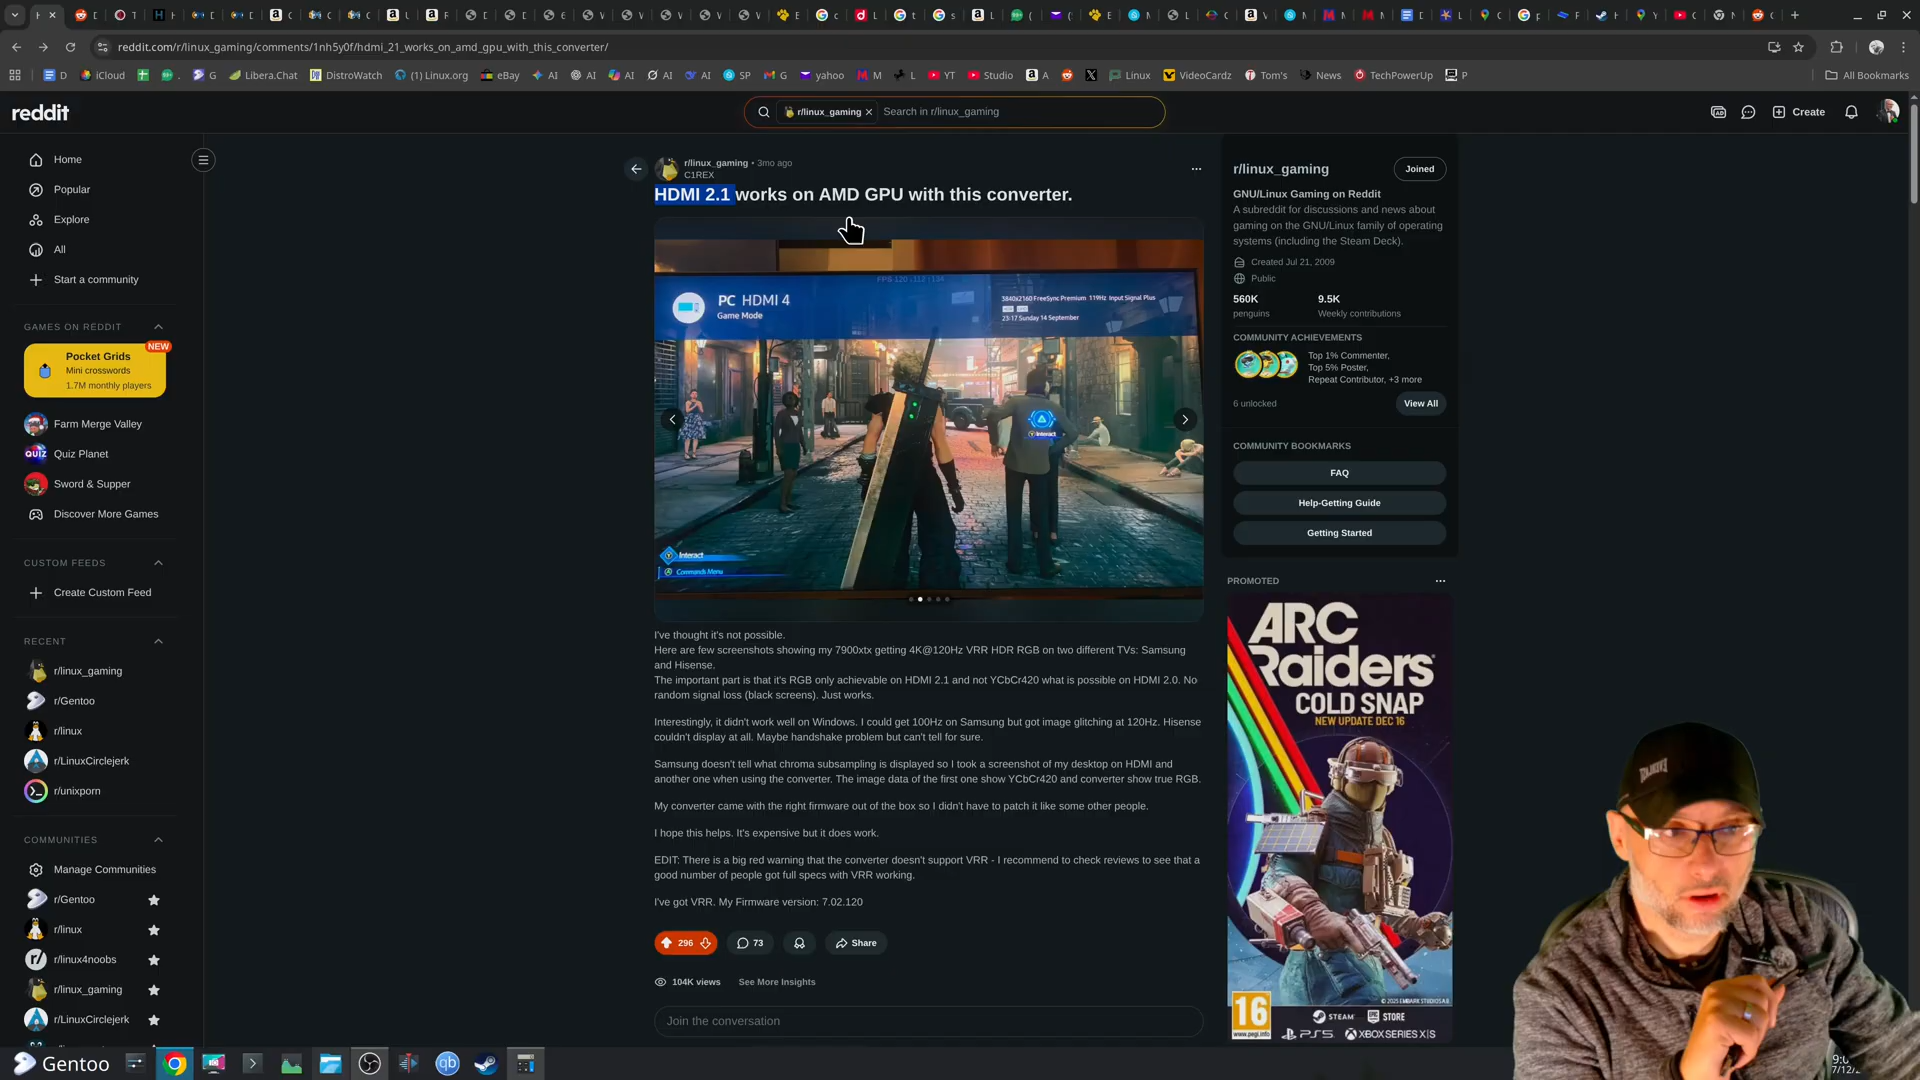 reddit.com/r/linux_gaming/comments/1nh5y0f/hdmi_21_works_on_amd_gpu_with_this_converter/
D
iCloud
G
Libera.Chat
DistroWatch
(1) Linux.org
eBay
AI
AI
AI
AI
AI
SP
G
yahoo
M
L
YT
Studio
A
Linux
VideoCardz
Tom's
News
TechPowerUp
P
All Bookmarks
reddit
r/linux_gaming
Search in r/linux_gaming
Create
Home
Popular
Explore
All
Start a community
GAMES ON REDDIT
NEW
Pocket Grids
Mini crosswords
1.7M monthly players
Farm Merge Valley
QUIZ
Quiz Planet
Sword & Supper
Discover More Games
CUSTOM FEEDS
Create Custom Feed
RECENT
r/linux_gaming
r/Gentoo
r/linux
r/LinuxCirclejerk
r/unixporn
COMMUNITIES
Manage Communities
r/Gentoo
r/linux
r/linux4noobs
r/linux_gaming
r/LinuxCirclejerk
r/linux_gaming • 3mo ago
C1REX
HDMI 2.1 works on AMD GPU with this converter.
PC HDMI 4
Game Mode
3840x2160 FreeSync Premium 119Hz Input Signal Plus
23:17 Sunday 14 September
Interact
Interact
Commands Menu
I've thought it's not possible.
Here are few screenshots showing my 7900xtx getting 4K@120Hz VRR HDR RGB on two different TVs: Samsung
and Hisense.
The important part is that it's RGB only achievable on HDMI 2.1 and not YCbCr420 what is possible on HDMI 2.0. No
random signal loss (black screens). Just works.
Interestingly, it didn't work well on Windows. I could get 100Hz on Samsung but got image glitching at 120Hz. Hisense
couldn't display at all. Maybe handshake problem but can't tell for sure.
Samsung doesn't tell what chroma subsampling is displayed so I took a screenshot of my desktop on HDMI and
another one when using the converter. The image data of the first one show YCbCr420 and converter show true RGB.
My converter came with the right firmware out of the box so I didn't have to patch it like some other people.
I hope this helps. It's expensive but it does work.
EDIT: There is a big red warning that the converter doesn't support VRR - I recommend to check reviews to see that a
good number of people got full specs with VRR working.
I've got VRR. My Firmware version: 7.02.120
296
73
Share
104K views
See More Insights
Join the conversation
r/linux_gaming
Joined
GNU/Linux Gaming on Reddit
A subreddit for discussions and news about
gaming on the GNU/Linux family of operating
systems (including the Steam Deck).
Created Jul 21, 2009
Public
560K
9.5K
penguins
Weekly contributions
COMMUNITY ACHIEVEMENTS
Top 1% Commenter,
Top 5% Poster,
Repeat Contributor, +3 more
6 unlocked
View All
COMMUNITY BOOKMARKS
FAQ
Help-Getting Guide
Getting Started
PROMOTED
ARC
Raiders
COLD SNAP
NEW UPDATE DEC 16
16
www.pegi.info
© 2025 EMBARK STUDIOS AB
STEAM
EPIC GAMES STORE
PS5
XBOX SERIES X|S
Gentoo